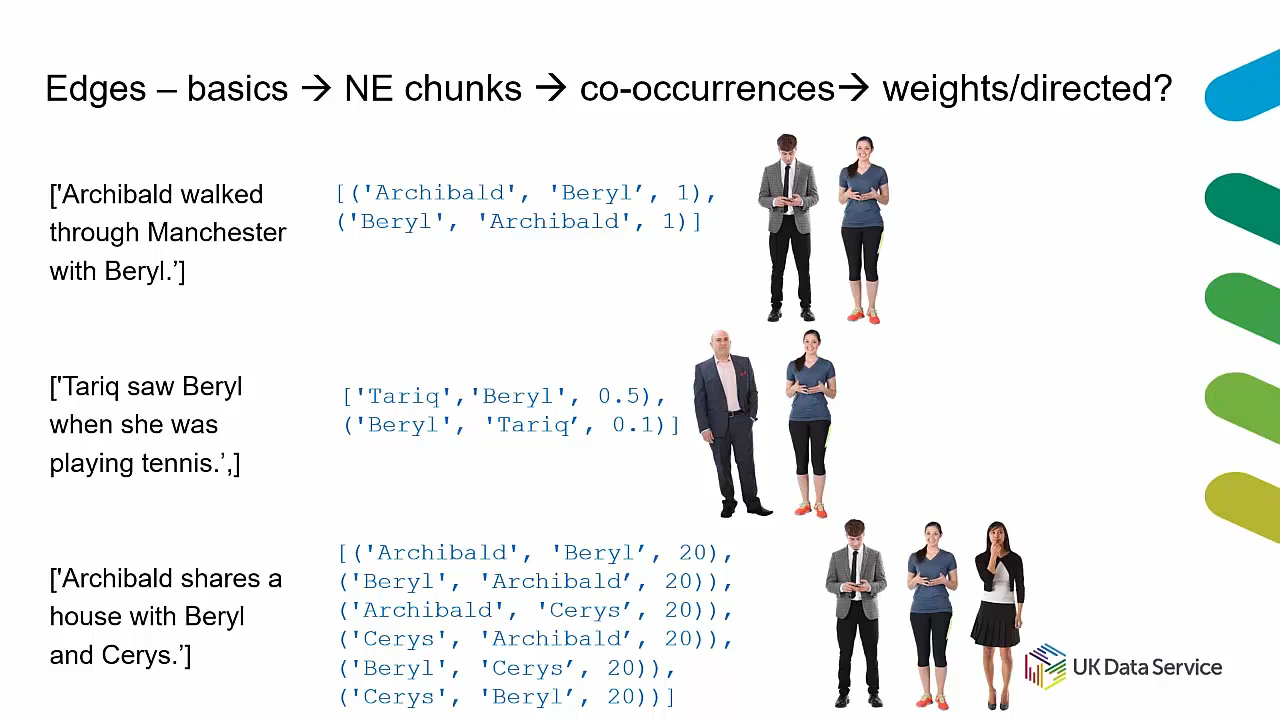 Edges – basics → NE chunks → co-occurrences→ weights/directed?
['Archibald walked
through Manchester
with Beryl.’]
[('Archibald', 'Beryl’, 1),
('Beryl', 'Archibald', 1)]
['Tariq saw Beryl
when she was
playing tennis.’,]
['Tariq','Beryl', 0.5),
('Beryl', 'Tariq’, 0.1)]
['Archibald shares a
house with Beryl
and Cerys.’]
[('Archibald', 'Beryl’, 20),
('Beryl', 'Archibald’, 20)),
('Archibald', 'Cerys’, 20)),
('Cerys', 'Archibald’, 20)),
('Beryl', 'Cerys’, 20)),
('Cerys', 'Beryl’, 20))]
UK Data Service